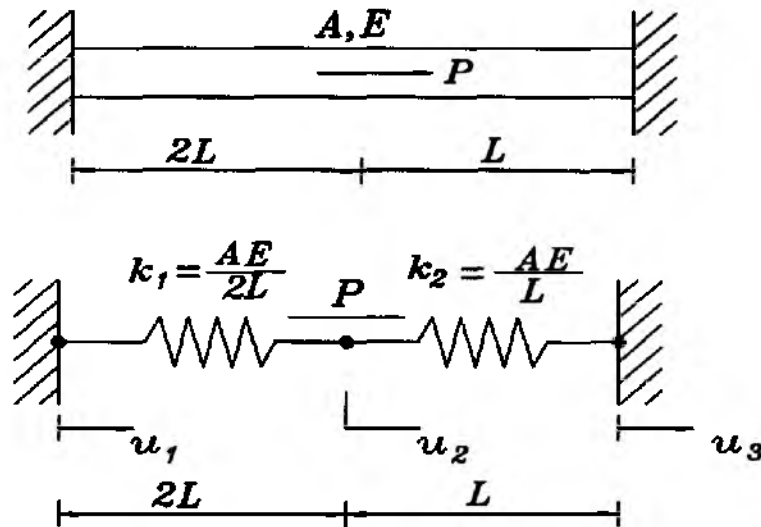 A, E
P
2L L
k₁ = AE/2L P k₂ = AE/L
u₁ u₂ u₃
2L L